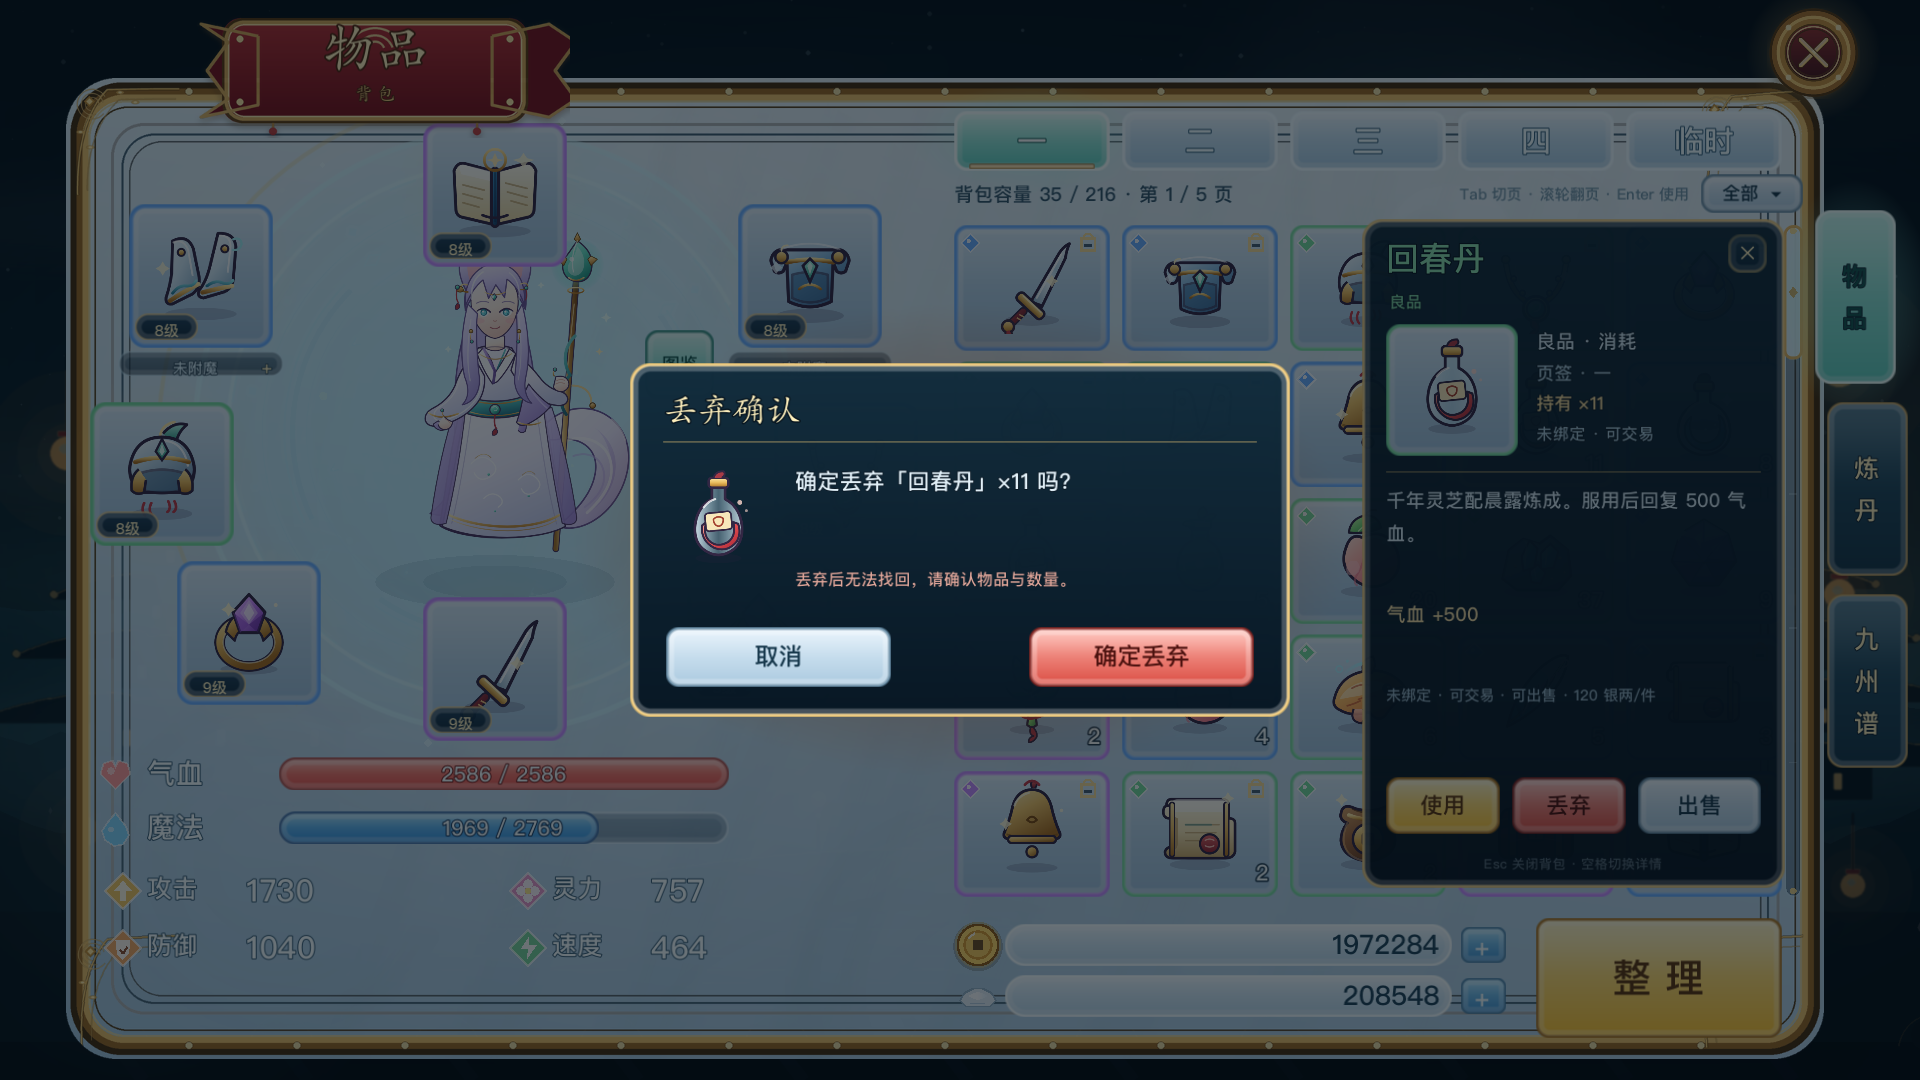 物品
背包
一
二
三
四
临时
背包容量 35 / 216 · 第 1 / 5 页
Tab 切页 · 滚轮翻页 · Enter 使用
全部
8级
8级
未附魔 +
8级
8级
9级
9级
气血
2586 / 2586
魔法
1969 / 2769
攻击 1730
灵力 757
防御 1040
速度 464
2
4
2
1972284
+
208548
+
整理
回春丹
良品
良品 · 消耗
页签 · 一
持有 ×11
未绑定 · 可交易
千年灵芝配晨露炼成。服用后回复 500 气
血。
气血 +500
未绑定 · 可交易 · 可出售 · 120 银两/件
使用
丢弃
出售
Esc 关闭背包 · 空格切换详情
物品
炼丹
九州谱
丢弃确认
确定丢弃「回春丹」×11 吗?
丢弃后无法找回，请确认物品与数量。
取消
确定丢弃